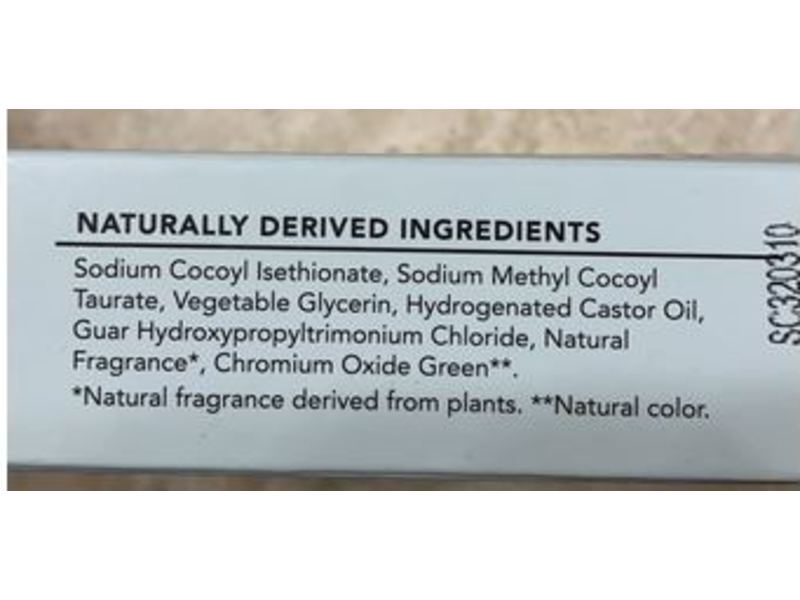 NATURALLY DERIVED INGREDIENTS
Sodium Cocoyl Isethionate, Sodium Methyl Cocoyl
Taurate, Vegetable Glycerin, Hydrogenated Castor Oil,
Guar Hydroxypropyltrimonium Chloride, Natural
Fragrance*, Chromium Oxide Green**.
*Natural fragrance derived from plants. **Natural color.
SC320310